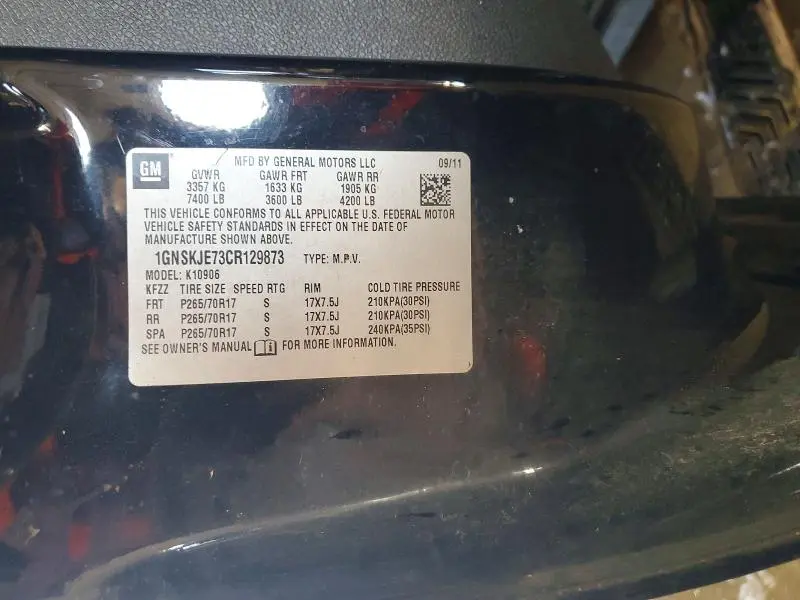 GM
MFD BY GENERAL MOTORS LLC 09/11
GVWR GAWR FRT GAWR RR
3357 KG 1633 KG 1905 KG
7400 LB 3600 LB 4200 LB
THIS VEHICLE CONFORMS TO ALL APPLICABLE U.S. FEDERAL MOTOR
VEHICLE SAFETY STANDARDS IN EFFECT ON THE DATE OF
MANUFACTURE SHOWN ABOVE.
1GNSKJE73CR129873 TYPE: M.P.V.
MODEL: K10906
KFZZ TIRE SIZE SPEED RTG RIM COLD TIRE PRESSURE
FRT P265/70R17 S 17X7.5J 210KPA(30PSI)
RR P265/70R17 S 17X7.5J 210KPA(30PSI)
SPA P265/70R17 S 17X7.5J 240KPA(35PSI)
SEE OWNER'S MANUAL FOR MORE INFORMATION.